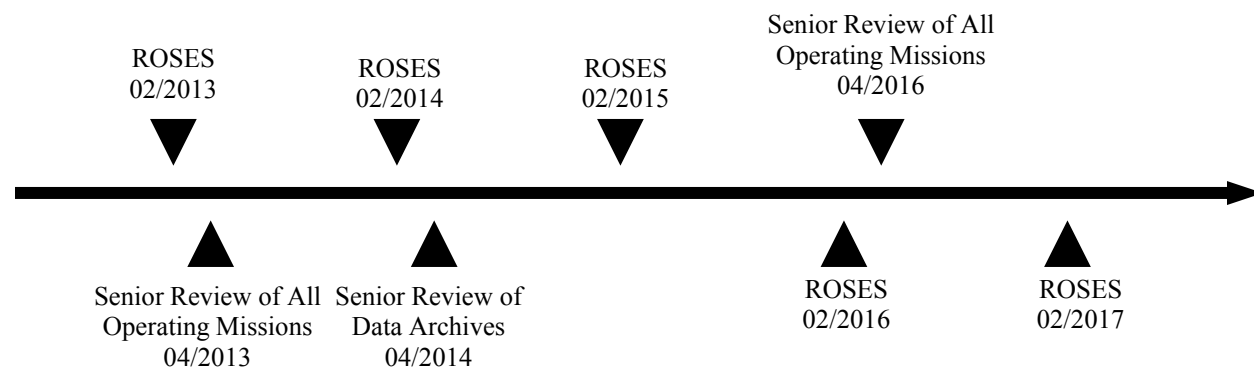 ROSES
02/2013
ROSES
02/2014
ROSES
02/2015
Senior Review of All
Operating Missions
04/2016
Senior Review of All
Operating Missions
04/2013
Senior Review of
Data Archives
04/2014
ROSES
02/2016
ROSES
02/2017